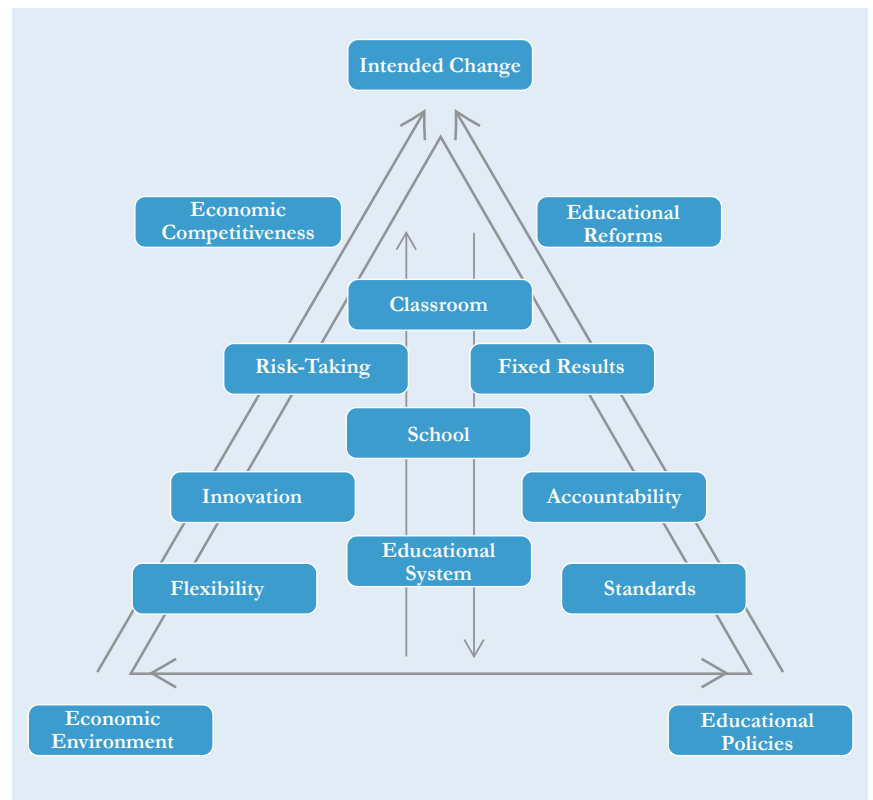 Intended Change
Economic
Competitiveness
Educational
Reforms
Classroom
Risk-Taking
Fixed Results
School
Innovation
Accountability
Educational
System
Flexibility
Standards
Economic
Environment
Educational
Policies